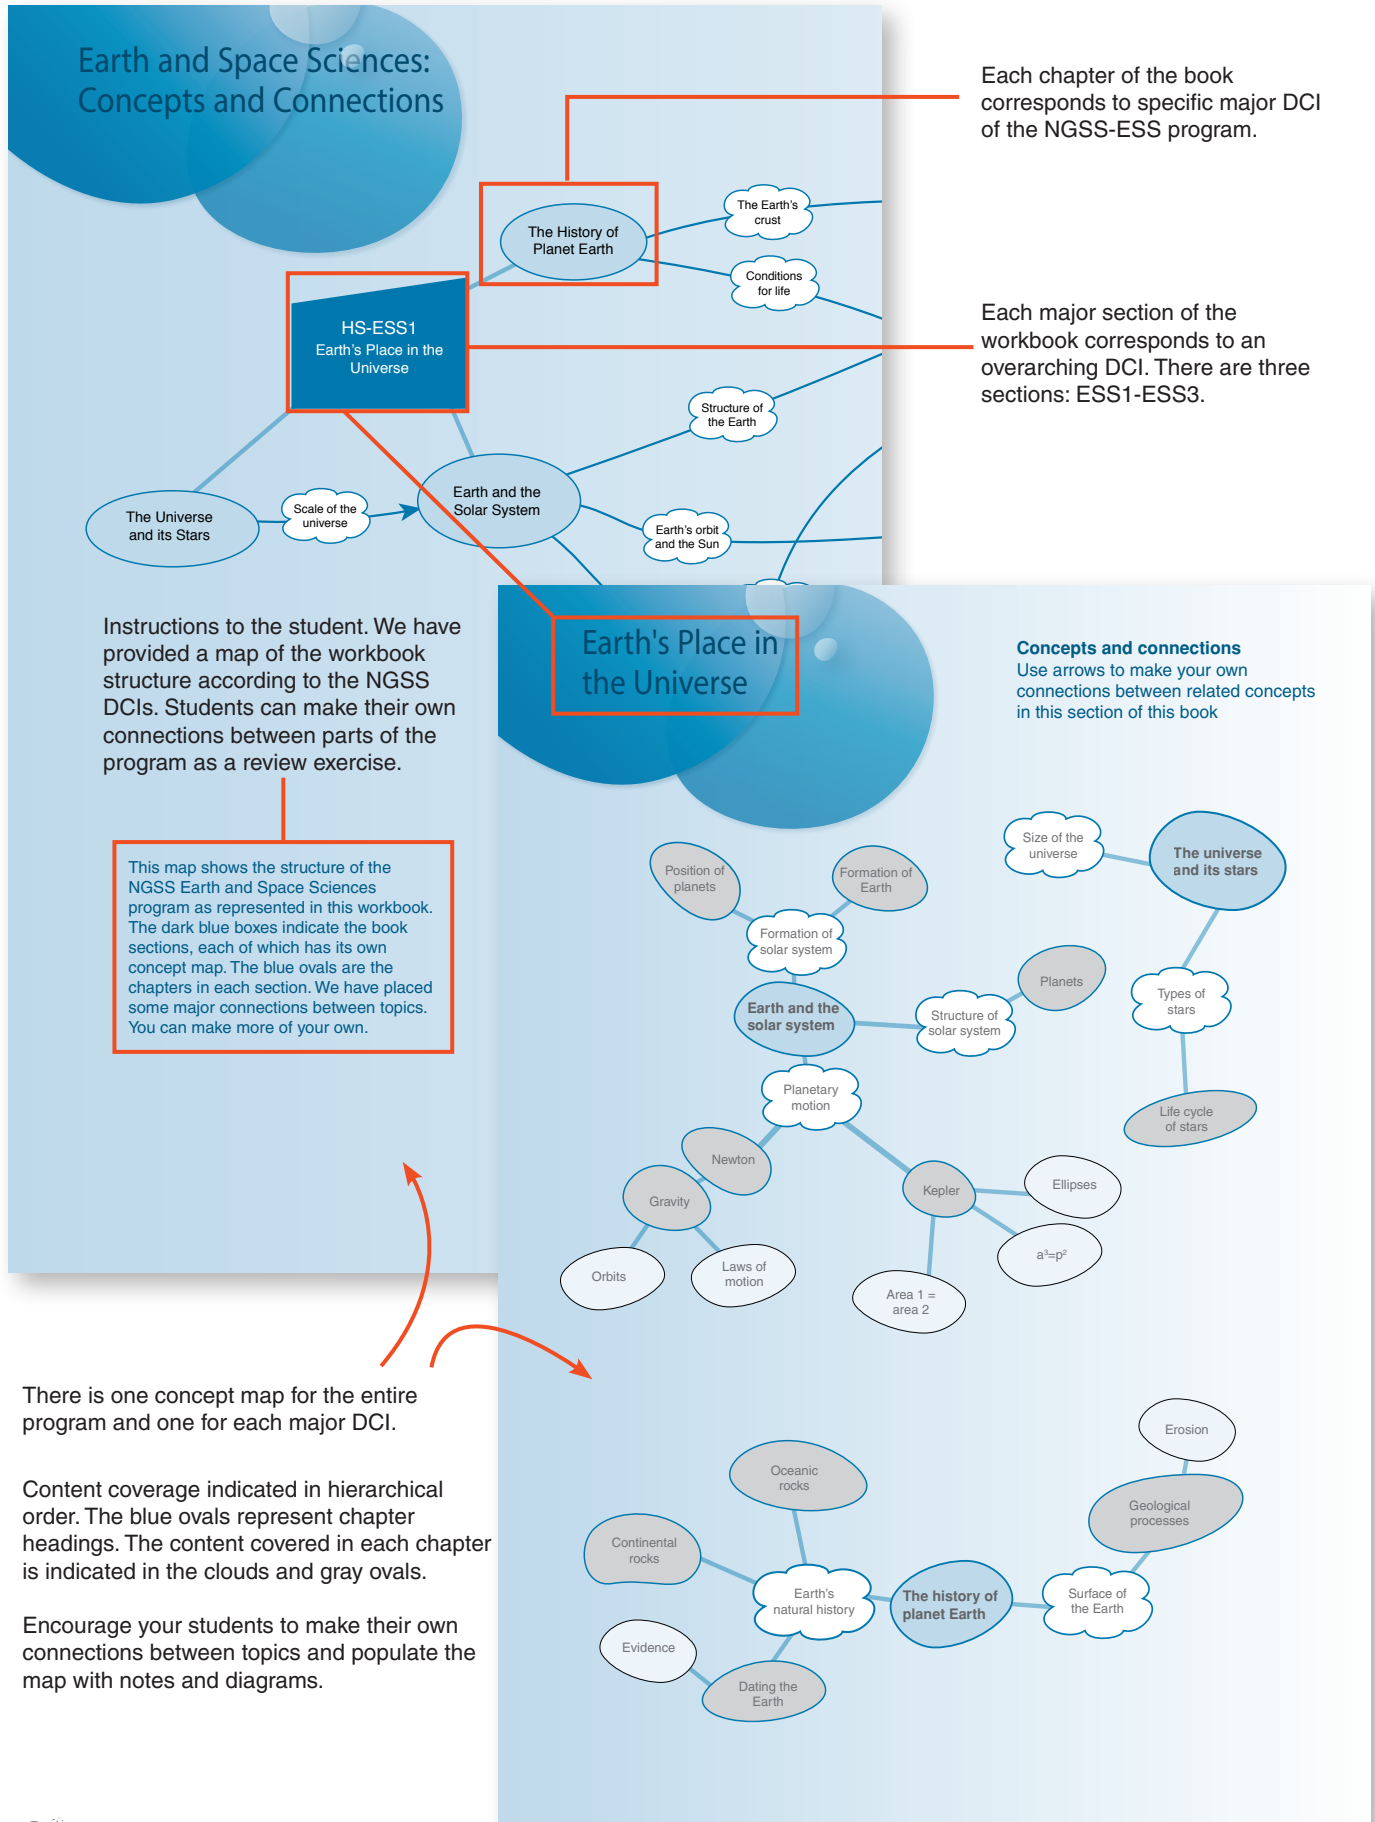 Earth and Space Sciences:
Concepts and Connections
Each chapter of the book
corresponds to specific major DCI
of the NGSS-ESS program.
The Earth's
crust
The History of
Planet Earth
Conditions
for life
HS-ESS1
Earth's Place in the
Universe
Each major section of the
workbook corresponds to an
overarching DCI. There are three
sections: ESS1-ESS3.
Structure of
the Earth
Earth and the
Solar System
The Universe
and its Stars
Scale of the
universe
Earth's orbit
and the Sun
Instructions to the student. We have
provided a map of the workbook
structure according to the NGSS
DCIs. Students can make their own
connections between parts of the
program as a review exercise.
This map shows the structure of the
NGSS Earth and Space Sciences
program as represented in this workbook.
The dark blue boxes indicate the book
sections, each of which has its own
concept map. The blue ovals are the
chapters in each section. We have placed
some major connections between topics.
You can make more of your own.
Earth's Place in
the Universe
Concepts and connections
Use arrows to make your own
connections between related concepts
in this section of this book
Size of the
universe
The universe
and its stars
Position of
planets
Formation of
Earth
Formation of
solar system
Planets
Types of
stars
Earth and the
solar system
Structure of
solar system
Planetary
motion
Life cycle
of stars
Newton
Gravity
Kepler
Ellipses
a³=p²
Orbits
Laws of
motion
Area 1 =
area 2
There is one concept map for the entire
program and one for each major DCI.
Content coverage indicated in hierarchical
order. The blue ovals represent chapter
headings. The content covered in each chapter
is indicated in the clouds and gray ovals.
Encourage your students to make their own
connections between topics and populate the
map with notes and diagrams.
Erosion
Oceanic
rocks
Geological
processes
Continental
rocks
Earth's
natural history
The history of
planet Earth
Surface of
the Earth
Evidence
Dating the
Earth